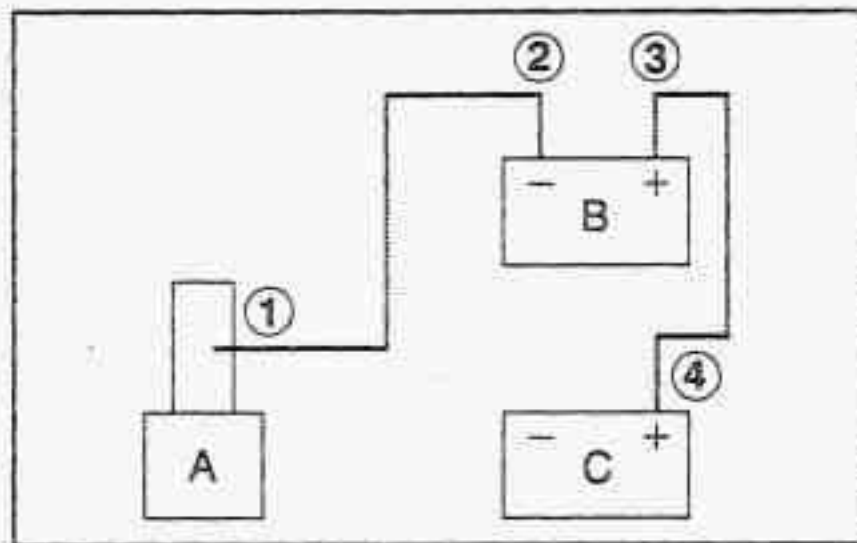 ② ③
− +
B
①
④
− +
A C